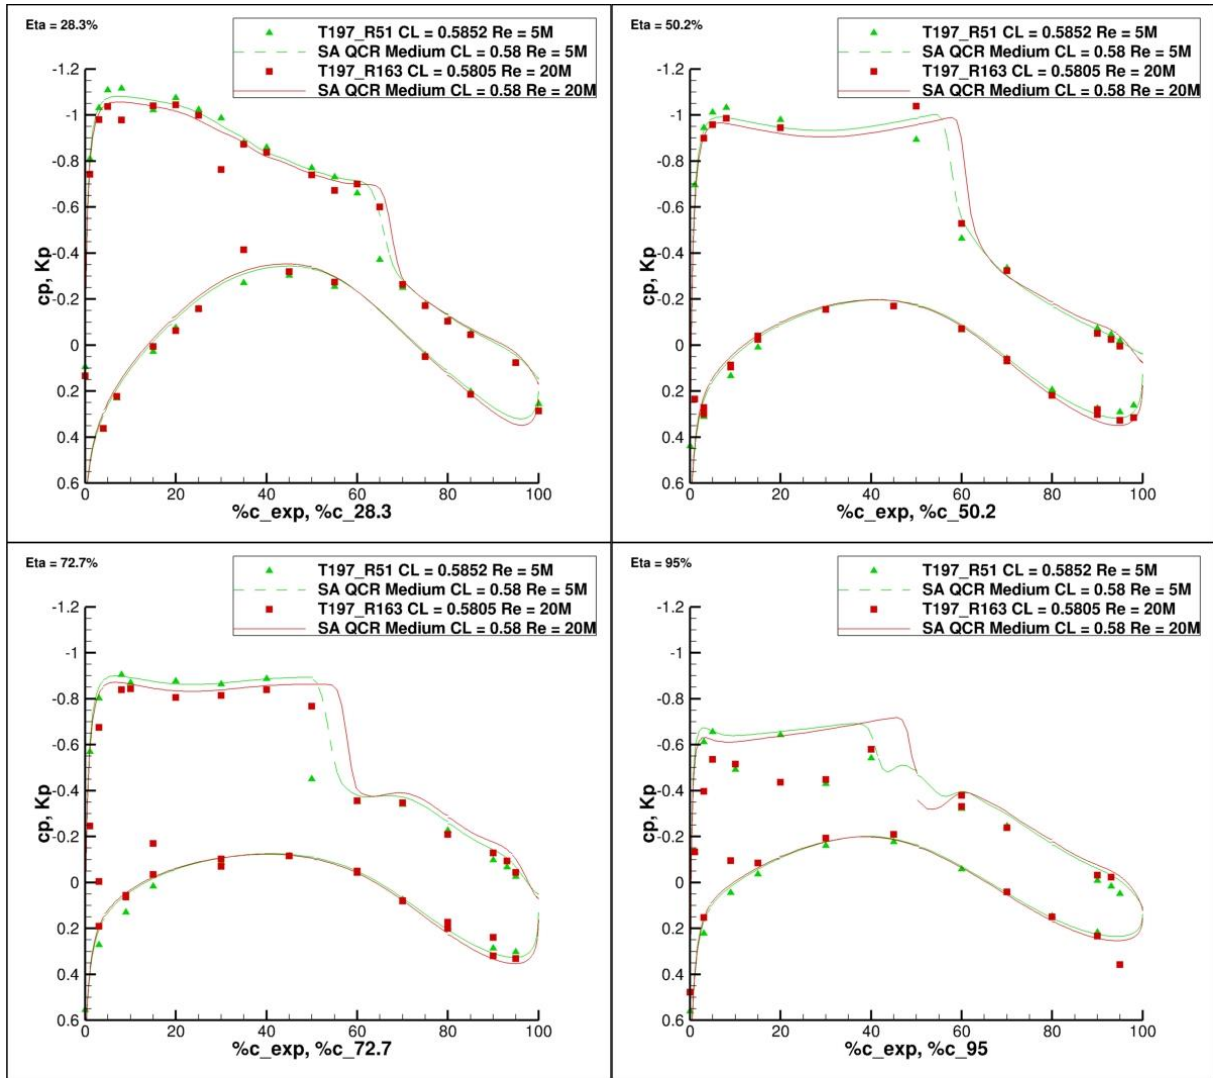 Eta = 28.3%
T197_R51 CL = 0.5852 Re = 5M
SA QCR Medium CL = 0.58 Re = 5M
T197_R163 CL = 0.5805 Re = 20M
SA QCR Medium CL = 0.58 Re = 20M
-1.2
-1
-0.8
-0.6
-0.4
-0.2
0
0.2
0.4
0.6
cp, Kp
0 20 40 60 80 100
%c_exp, %c_28.3
Eta = 50.2%
T197_R51 CL = 0.5852 Re = 5M
SA QCR Medium CL = 0.58 Re = 5M
T197_R163 CL = 0.5805 Re = 20M
SA QCR Medium CL = 0.58 Re = 20M
-1.2
-1
-0.8
-0.6
-0.4
-0.2
0
0.2
0.4
0.6
cp, Kp
0 20 40 60 80 100
%c_exp, %c_50.2
Eta = 72.7%
T197_R51 CL = 0.5852 Re = 5M
SA QCR Medium CL = 0.58 Re = 5M
T197_R163 CL = 0.5805 Re = 20M
SA QCR Medium CL = 0.58 Re = 20M
-1.2
-1
-0.8
-0.6
-0.4
-0.2
0
0.2
0.4
0.6
cp, Kp
0 20 40 60 80 100
%c_exp, %c_72.7
Eta = 95%
T197_R51 CL = 0.5852 Re = 5M
SA QCR Medium CL = 0.58 Re = 5M
T197_R163 CL = 0.5805 Re = 20M
SA QCR Medium CL = 0.58 Re = 20M
-1.2
-1
-0.8
-0.6
-0.4
-0.2
0
0.2
0.4
0.6
cp, Kp
0 20 40 60 80 100
%c_exp, %c_95